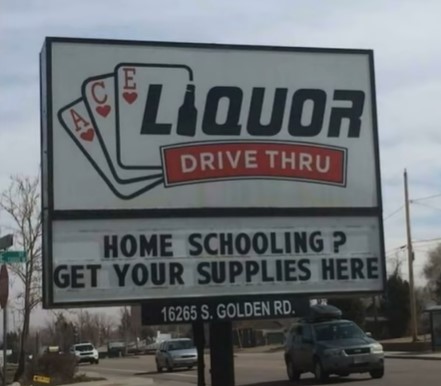 ACE
LIQUOR
DRIVE THRU
HOME SCHOOLING?
GET YOUR SUPPLIES HERE
16265 S. GOLDEN RD.